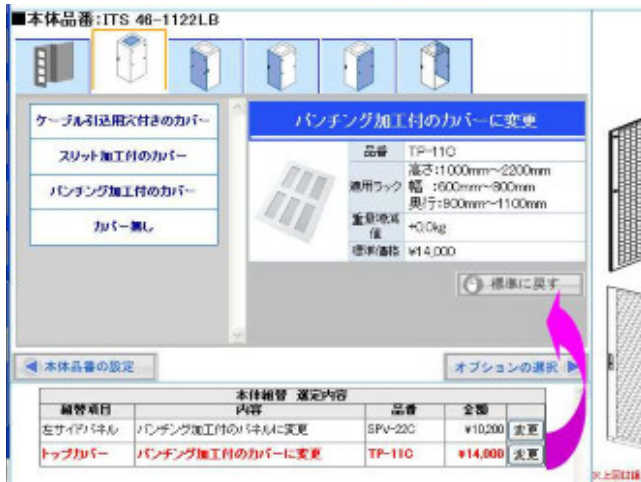 ■本体品番:ITS 46-1122LB
ケーブル引込用穴付きのカバー
スリット加工付のカバー
パンチング加工付のカバー
カバー無し
パンチング加工付のカバーに変更
品番 TP-11C
適用ラック 高さ:1000mm~2200mm
幅 :600mm~800mm
奥行:900mm~1100mm
重量増減値 +0.0kg
標準価格 ¥14,000
標準に戻す
本体品番の設定
オプションの選択
本体組替 選定内容
組替項目 内容 品番 金額
左サイドパネル パンチング加工付のパネルに変更 SPV-22C ¥10,200 変更
トップカバー パンチング加工付のカバーに変更 TP-11C ¥14,000 変更